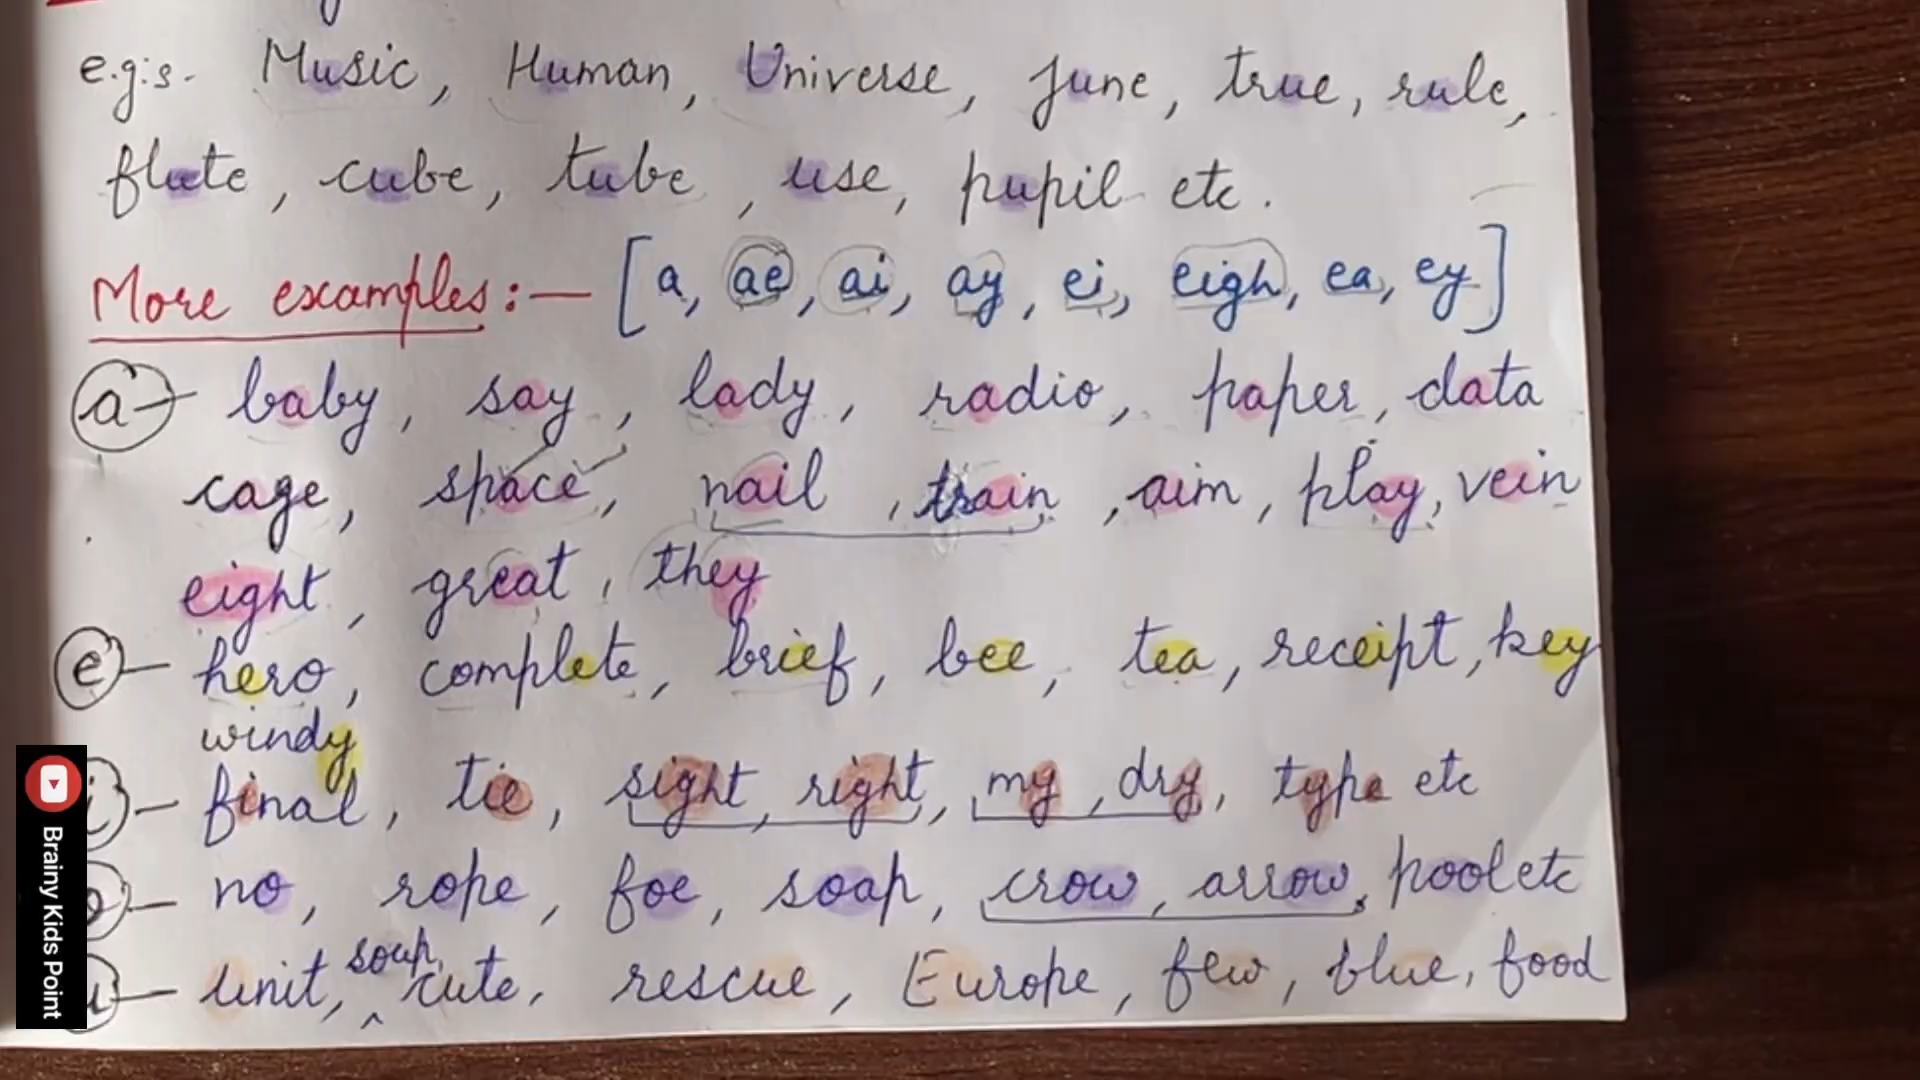 e.g:s- Music, Human, Universe, June, true, rule,
flute, cube, tube, use, pupil etc.
More examples:- [a, ae, ai, ay, ei, eigh, ea, ey]
a- baby, say, lady, radio, paper, data
cage, space, nail, train, aim, play, vein
eight, great, they
e- hero, complete, brief, bee, tea, receipt, key
windy
i- final, tie, sight, right, my, dry, type etc
o- no, rope, foe, soap, crow, arrow, pool etc
soup
u- unit, ^ cute, rescue, Europe, few, blue, food
Brainy Kids Point